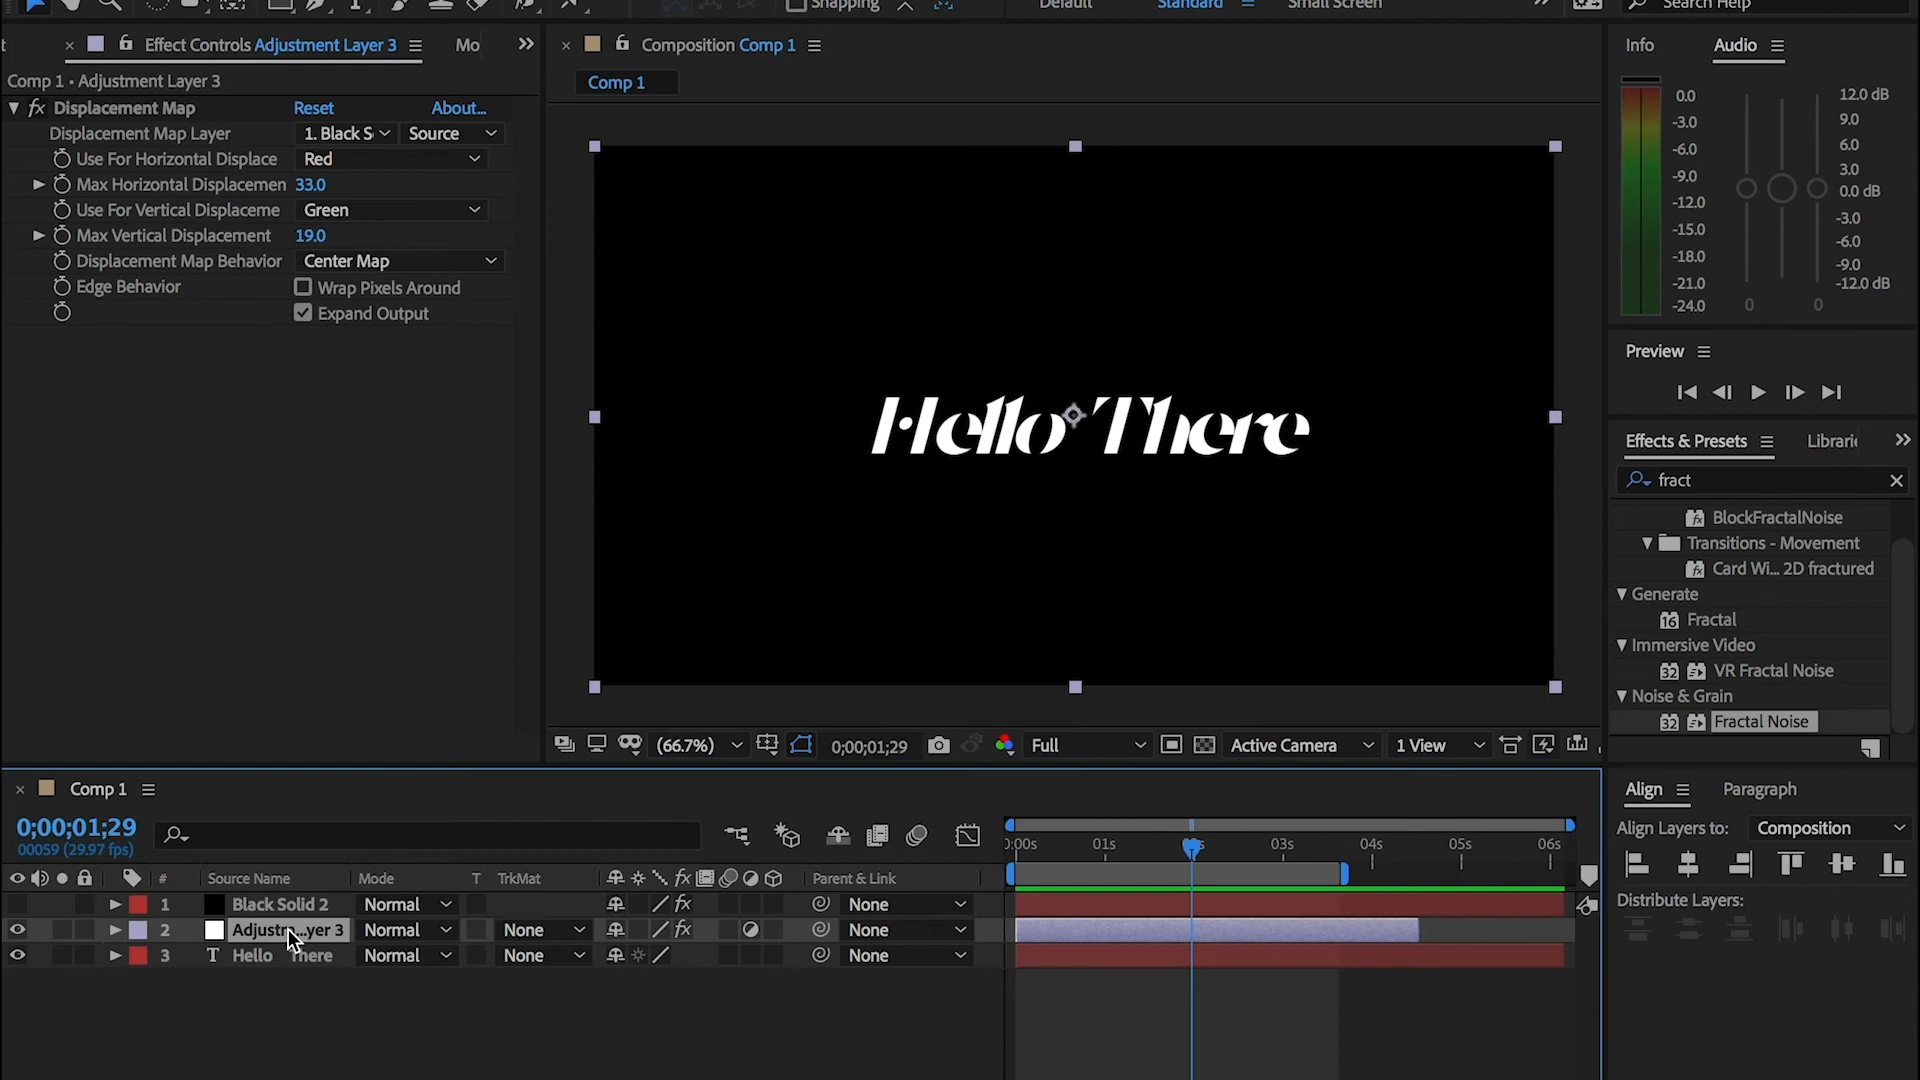 Snapping
Default
Standard
Small Screen
Search Help
Effect Controls Adjustment Layer 3
Mo
Composition Comp 1
Info
Audio
Comp 1 • Adjustment Layer 3
Comp 1
fx Displacement Map Reset About...
Displacement Map Layer 1. Black S Source
Use For Horizontal Displace Red
Max Horizontal Displacemen 33.0
Use For Vertical Displaceme Green
Max Vertical Displacement 19.0
Displacement Map Behavior Center Map
Edge Behavior Wrap Pixels Around
Expand Output
Hello There
0.0
-3.0
-6.0
-9.0
-12.0
-15.0
-18.0
-21.0
-24.0
12.0 dB
9.0
6.0
3.0
0.0 dB
-3.0
-6.0
-9.0
-12.0 dB
0 0
Preview
Effects & Presets Librari
fract
BlockFractalNoise
Transitions - Movement
Card Wi... 2D fractured
Generate
16 Fractal
Immersive Video
32 VR Fractal Noise
Noise & Grain
32 Fractal Noise
(66.7%) 0;00;01;29 Full Active Camera 1 View
Comp 1
0;00;01;29
00059 (29.97 fps)
0:00s 01s 03s 04s 05s 06s
# Source Name Mode T TrkMat fx Parent & Link
1 Black Solid 2 Normal fx None
2 Adjustm...yer 3 Normal None fx None
3 T Hello There Normal None None
Align Paragraph
Align Layers to: Composition
Distribute Layers: